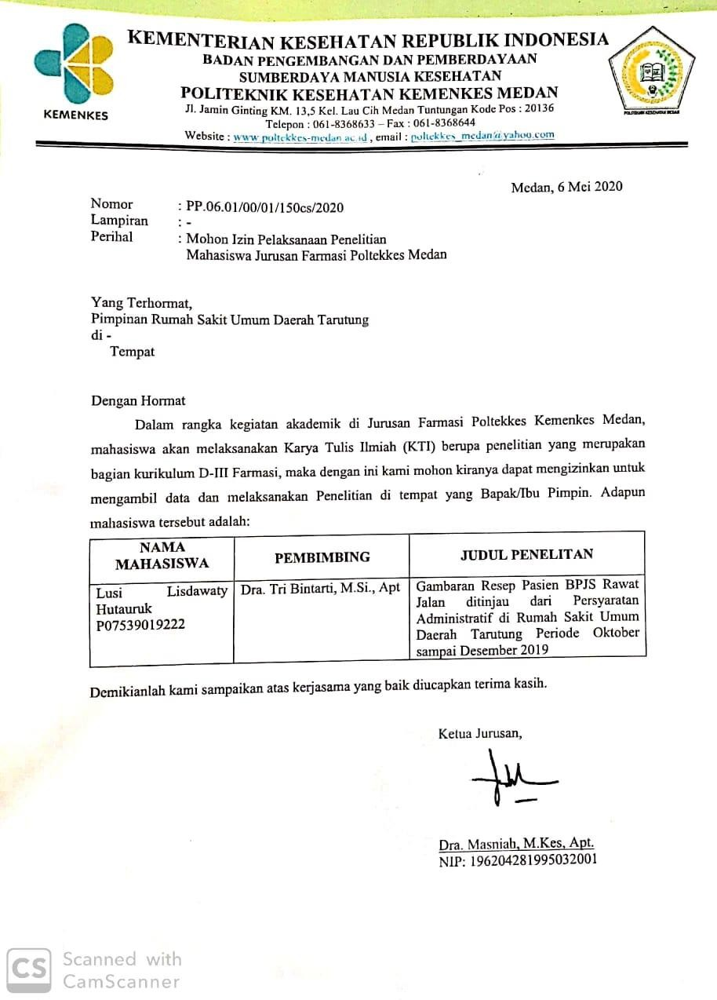 KEMENTERIAN KESEHATAN REPUBLIK INDONESIA
BADAN PENGEMBANGAN DAN PEMBERDAYAAN
SUMBERDAYA MANUSIA KESEHATAN
POLITEKNIK KESEHATAN KEMENKES MEDAN
Jl. Jamin Ginting KM. 13,5 Kel. Lau Cih Medan Tuntungan Kode Pos : 20136
Telepon : 061-8368633 – Fax : 061-8368644
Website : www.poltekkes-medan.ac.id , email : poltekkes_medan@yahoo.com
KEMENKES
POLITEKNIK KESEHATAN MEDAN
Medan, 6 Mei 2020
Nomor : PP.06.01/00/01/150cs/2020
Lampiran : -
Perihal : Mohon Izin Pelaksanaan Penelitian
Mahasiswa Jurusan Farmasi Poltekkes Medan
Yang Terhormat,
Pimpinan Rumah Sakit Umum Daerah Tarutung
di -
Tempat
Dengan Hormat
Dalam rangka kegiatan akademik di Jurusan Farmasi Poltekkes Kemenkes Medan,
mahasiswa akan melaksanakan Karya Tulis Ilmiah (KTI) berupa penelitian yang merupakan
bagian kurikulum D-III Farmasi, maka dengan ini kami mohon kiranya dapat mengizinkan untuk
mengambil data dan melaksanakan Penelitian di tempat yang Bapak/Ibu Pimpin. Adapun
mahasiswa tersebut adalah:
NAMA
MAHASISWA
PEMBIMBING
JUDUL PENELITAN
Lusi Lisdawaty
Hutauruk
P07539019222
Dra. Tri Bintarti, M.Si., Apt
Gambaran Resep Pasien BPJS Rawat
Jalan ditinjau dari Persyaratan
Administratif di Rumah Sakit Umum
Daerah Tarutung Periode Oktober
sampai Desember 2019
Demikianlah kami sampaikan atas kerjasama yang baik diucapkan terima kasih.
Ketua Jurusan,
Dra. Masniah, M.Kes, Apt.
NIP: 196204281995032001
CS
Scanned with
CamScanner